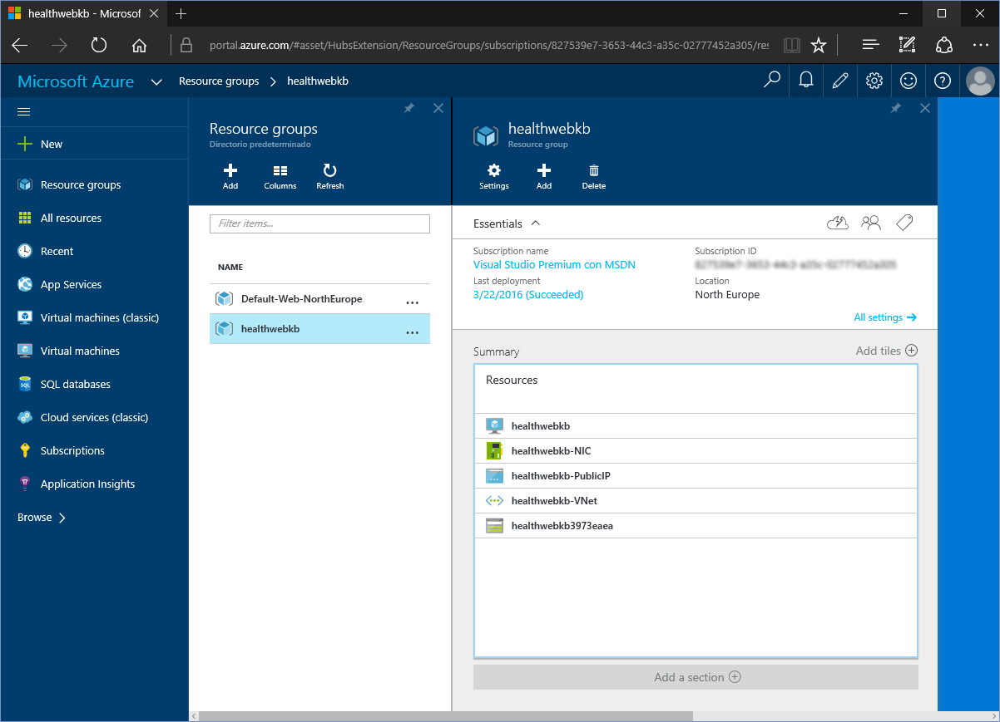 healthwebkb - Microsof
portal.azure.com/#asset/HubsExtension/ResourceGroups/subscriptions/827539e7-3653-44c3-a35c-02777452a305/res
Microsoft Azure
Resource groups
healthwebkb
New
Resource groups
All resources
Recent
App Services
Virtual machines (classic)
Virtual machines
SQL databases
Cloud services (classic)
Subscriptions
Application Insights
Browse
Resource groups
Directorio predeterminado
Add
Columns
Refresh
Filter items...
NAME
Default-Web-NorthEurope
...
healthwebkb
...
healthwebkb
Resource group
Settings
Add
Delete
Essentials
Subscription name
Visual Studio Premium con MSDN
Last deployment
3/22/2016 (Succeeded)
Subscription ID
Location
North Europe
All settings
Summary
Add tiles
Resources
healthwebkb
healthwebkb-NIC
healthwebkb-PublicIP
healthwebkb-VNet
healthwebkb3973eaea
Add a section